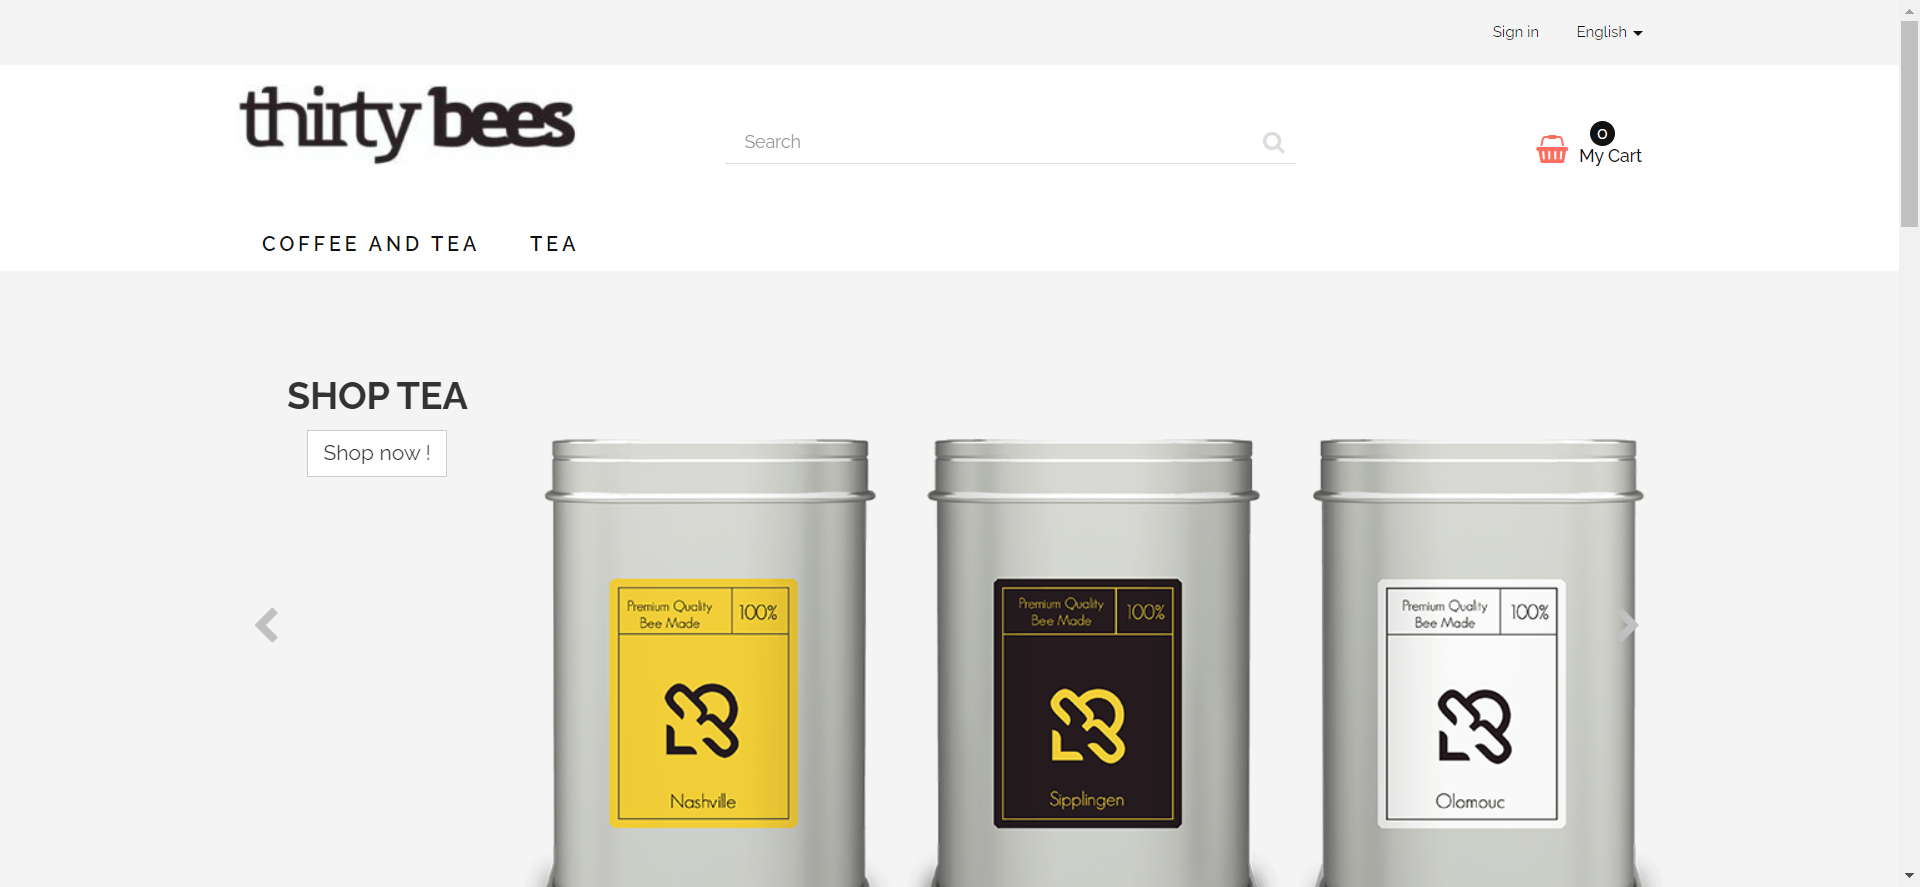 Sign in
English
thirty bees
Search
0
My Cart
COFFEE AND TEA
TEA
SHOP TEA
Shop now !
Premium Quality
Bee Made
100%
Nashville
Premium Quality
Bee Made
100%
Sipplingen
Premium Quality
Bee Made
100%
Olomouc